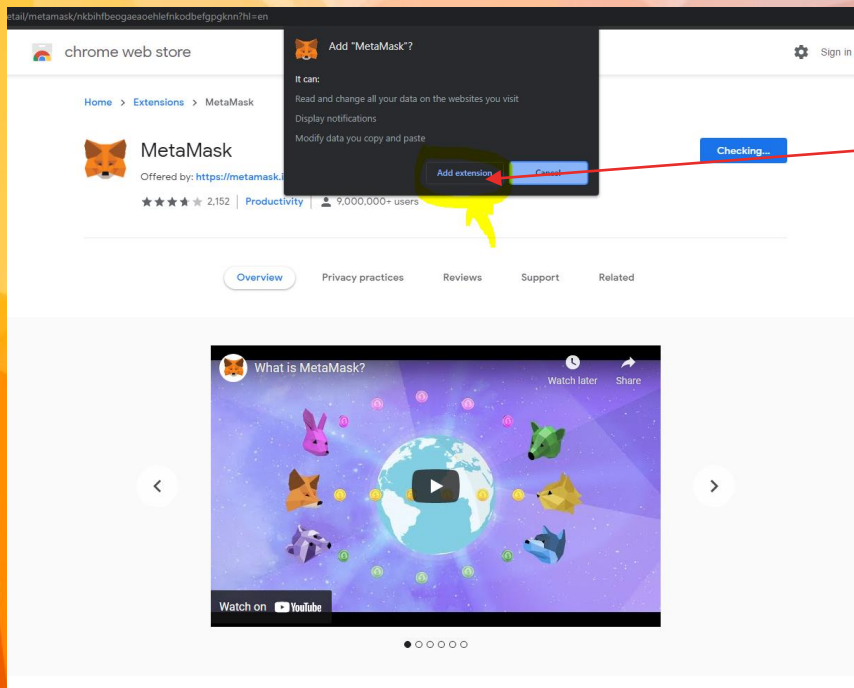 etail/metamask/nkbihfbeogaeaoehlefnkodbefgpgknn?hl=en
chrome web store
Sign in
Add "MetaMask"?
It can:
Read and change all your data on the websites you visit
Display notifications
Modify data you copy and paste
Add extension
Cancel
Home > Extensions > MetaMask
MetaMask
Checking...
Offered by: https://metamask.i
2,152 | Productivity | 9,000,000+ users
Overview Privacy practices Reviews Support Related
What is MetaMask?
Watch later Share
Watch on YouTube